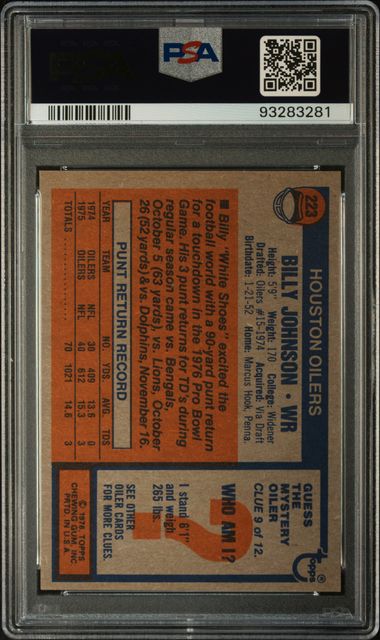 PSA
PSA
93283281
223
HOUSTON OILERS
BILLY JOHNSON • WR
Height: 5'9" Weight: 170 College: Widener
Drafted: Oilers #15-1974 Acquired: Via Draft
Birthdate: 1-21-52 Home: Marcus Hook, Penna.
■ Billy "White Shoes" excited the
football world with a 90-yard punt return
for a touchdown in the 1976 Pro Bowl
Game. His 3 punt returns for TD's during
regular season came vs. Bengals,
October 5 (63 yards), vs. Lions, October
26 (52 yards)& vs. Dolphins, November 16.
PUNT RETURN RECORD
YEAR TEAM NO. YDS. AVG. TDS
1974 OILERS NFL 30 409 13.6 0
1975 OILERS NFL 40 612 15.3 3
TOTALS 70 1021 14.6 3
Topps
GUESS
THE
MYSTERY
OILER
CLUE 9 of 12.
?
WHO AM I?
I stand 6'1"
and weigh
265 lbs.
SEE OTHER
OILER CARDS
FOR MORE CLUES.
© 1976 TOPPS
CHEWING GUM, INC.
PRTD. IN U.S.A.